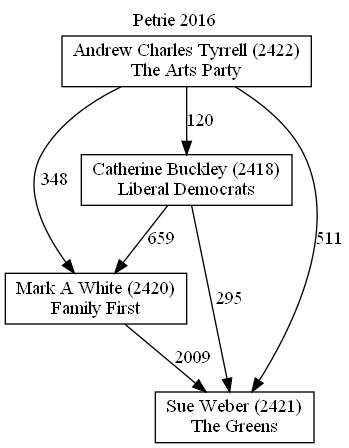 Petrie 2016
Andrew Charles Tyrrell (2422)
The Arts Party
120
Catherine Buckley (2418)
Liberal Democrats
348
659
511
295
Mark A White (2420)
Family First
2009
Sue Weber (2421)
The Greens